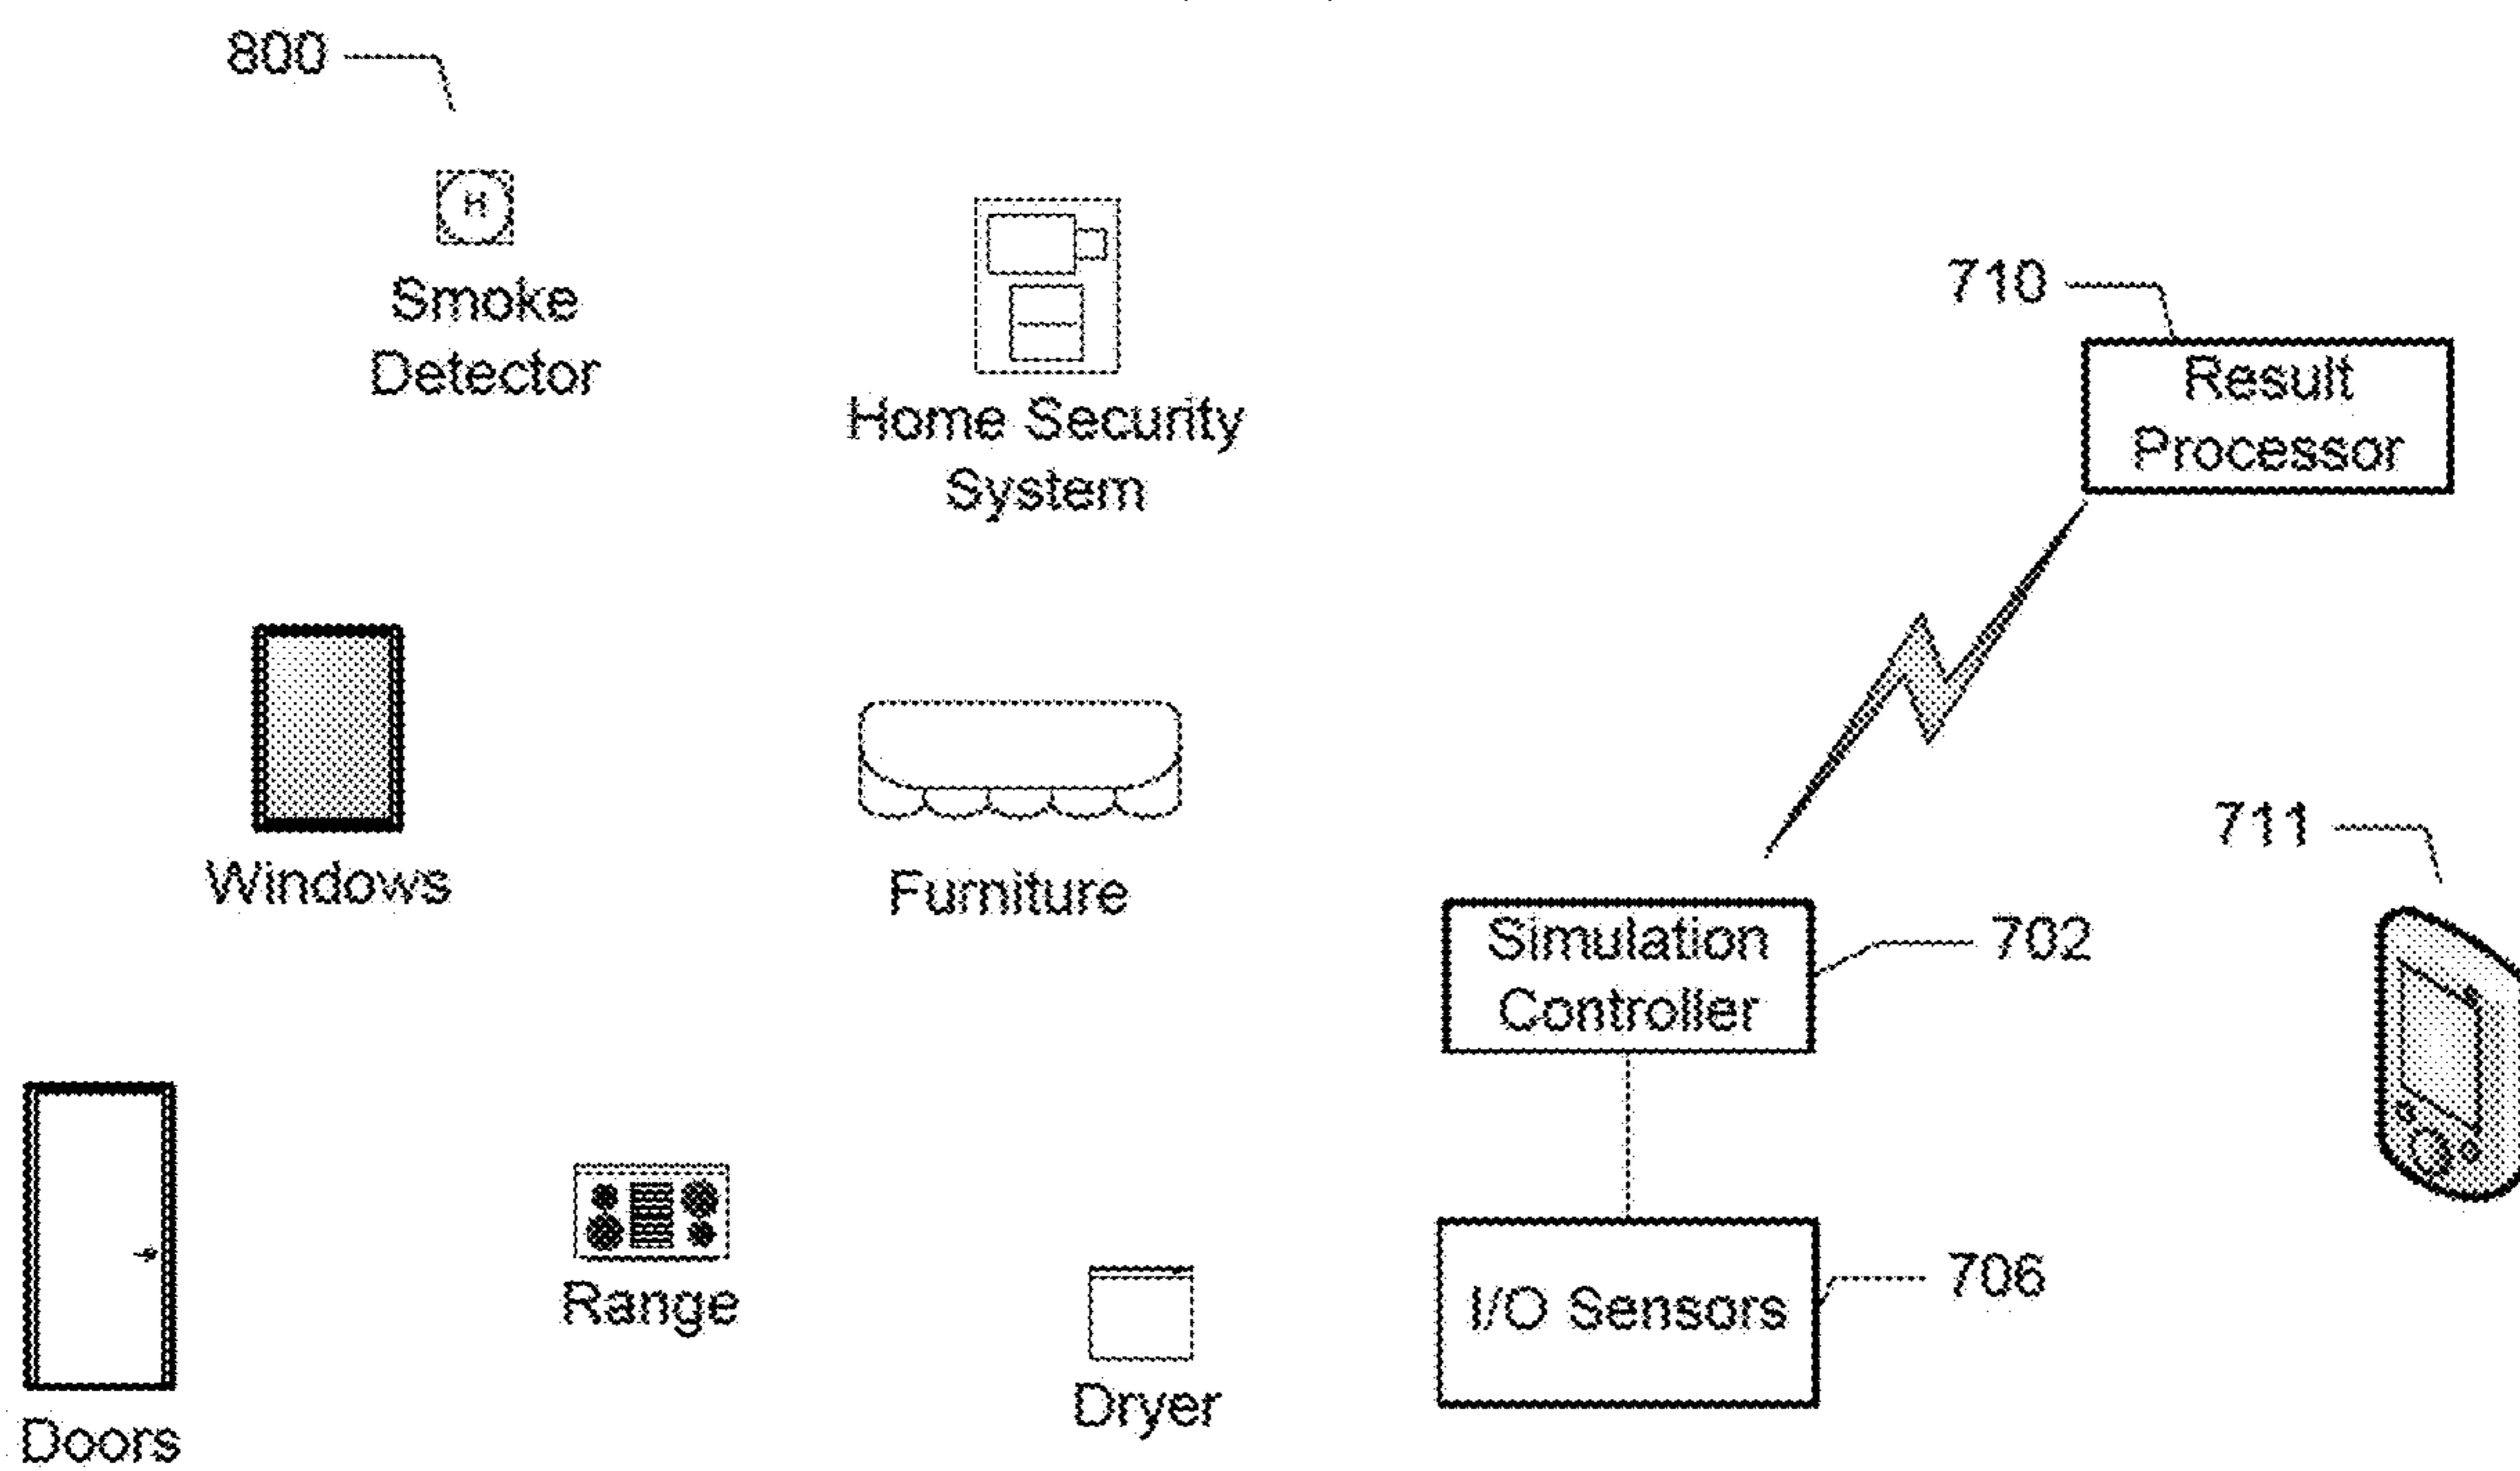 800
H
Smoke
Detector
Home Security
System
710
Result
Processor
Windows
Furniture
711
Simulation
Controller
702
Doors
Range
Dryer
I/O Sensors
706